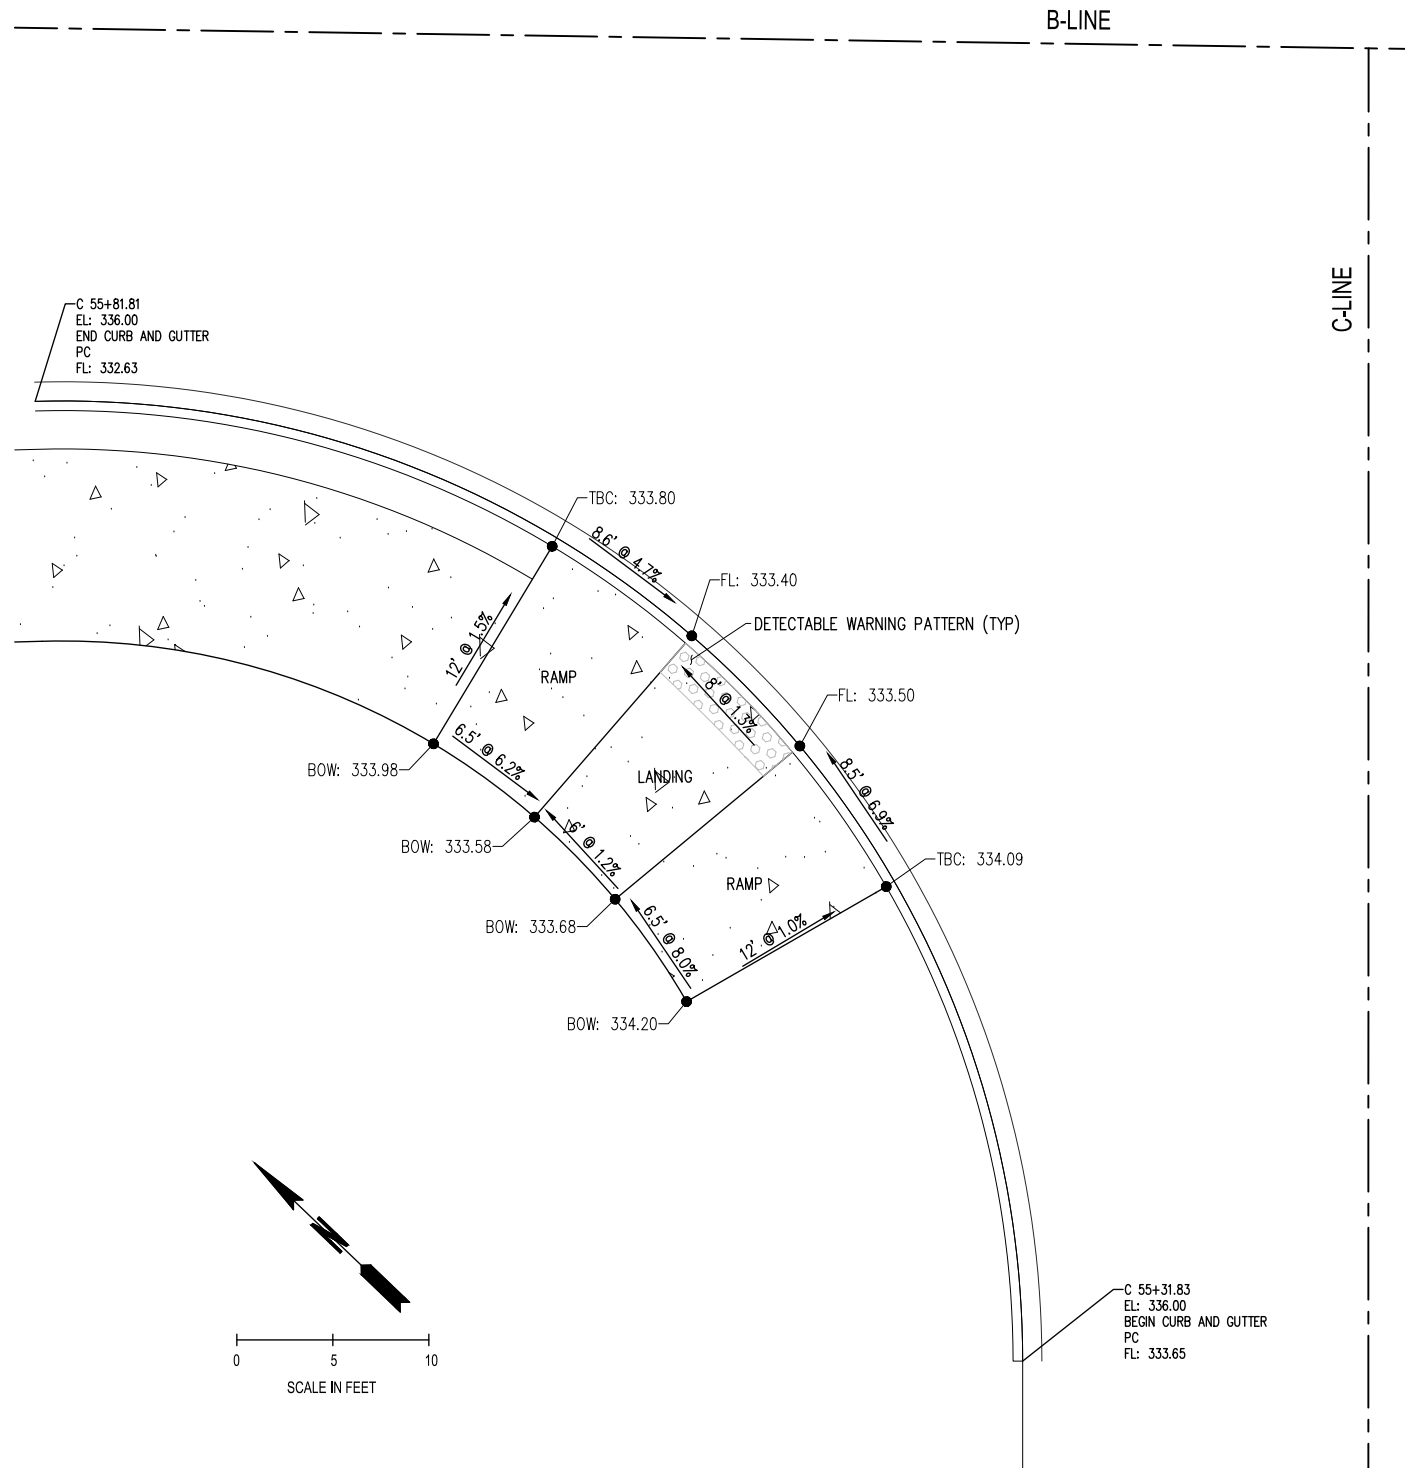 B-LINE
C-LINE
C 55+81.81
EL: 336.00
END CURB AND GUTTER
PC
FL: 332.63
TBC: 333.80
8.6' @ 4.7%
FL: 333.40
DETECTABLE WARNING PATTERN (TYP)
12' @ 1.5%
RAMP
8' @ 1.3%
FL: 333.50
6.5' @ 6.2%
BOW: 333.98
LANDING
8.5' @ 6.9%
BOW: 333.58
6' @ 1.2%
TBC: 334.09
RAMP
BOW: 333.68
6.5' @ 8.0%
12' @ 1.0%
BOW: 334.20
N
0 5 10
SCALE IN FEET
C 55+31.83
EL: 336.00
BEGIN CURB AND GUTTER
PC
FL: 333.65